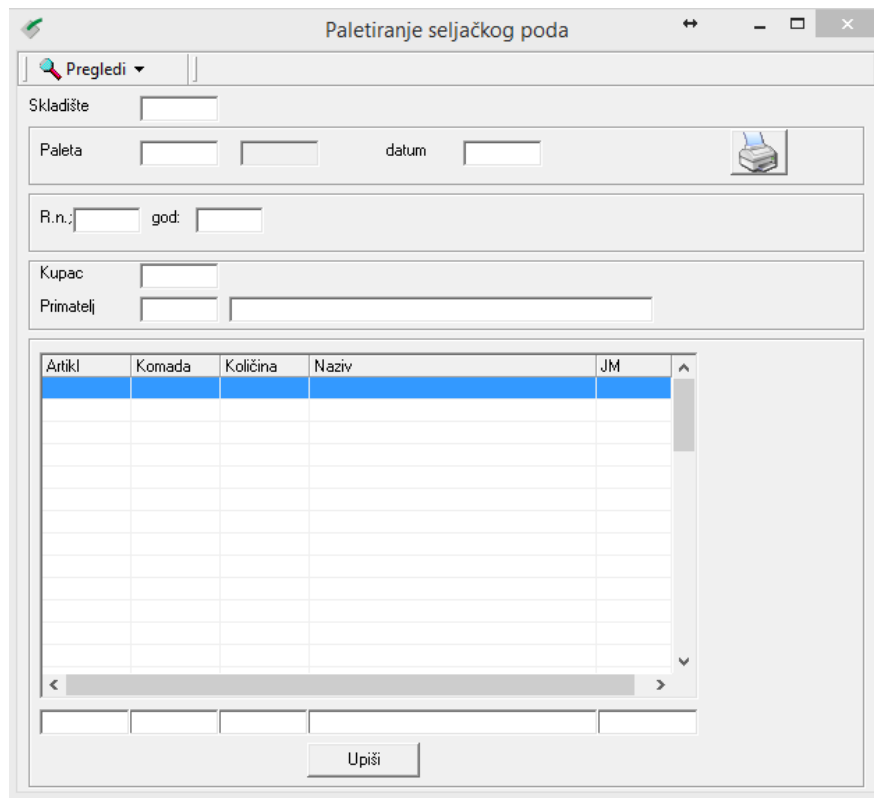 Paletiranje seljačkog poda
Pregledi
Skladište
Paleta datum
R.n.; god:
Kupac
Primatelj
Artikl Komada Količina Naziv JM
Upiši